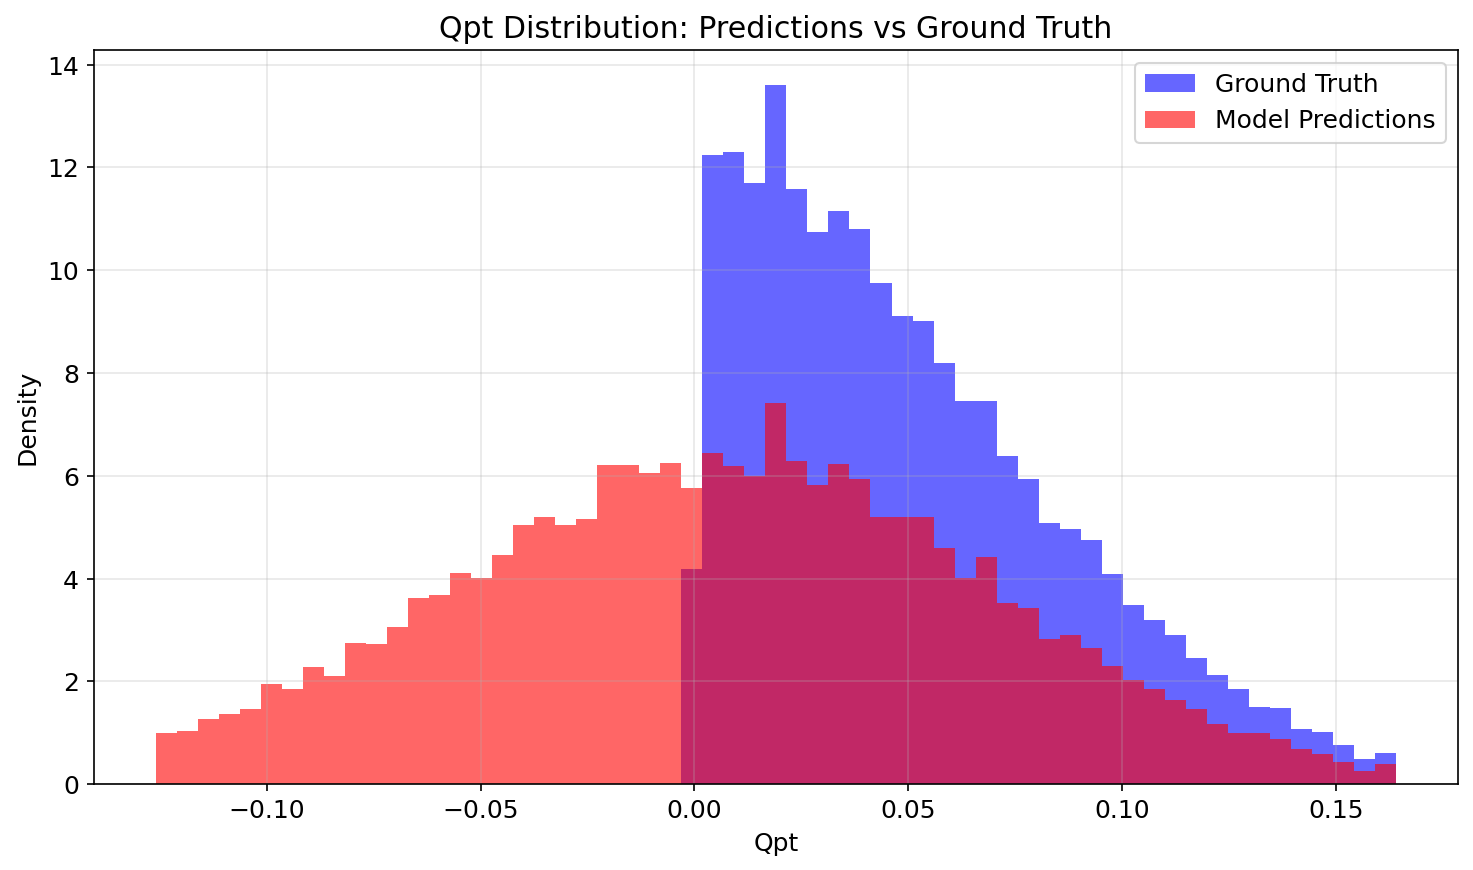 Qpt Distribution: Predictions vs Ground Truth
Ground Truth
Model Predictions
Density
14
12
10
8
6
4
2
0
−0.10
−0.05
0.00
0.05
0.10
0.15
Qpt